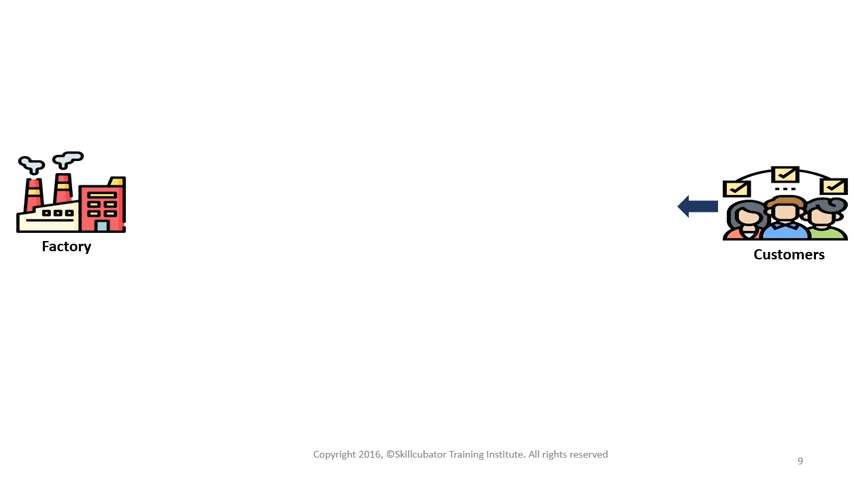 Factory
Customers
Copyright 2016, ©Skillcubator Training Institute. All rights reserved
9